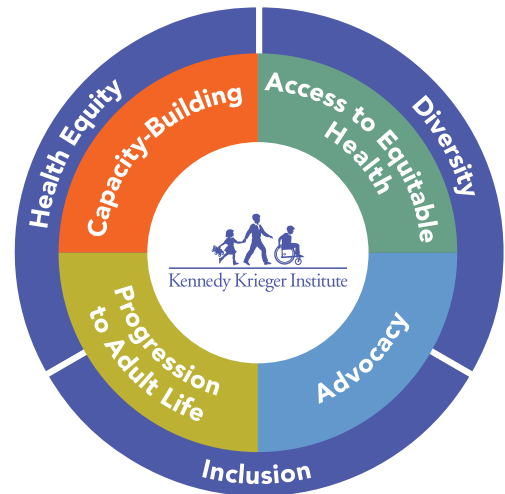 Health Equity
Diversity
Inclusion
Capacity-Building
Access to Equitable
Health
Progression
to Adult Life
Advocacy
Kennedy Krieger Institute